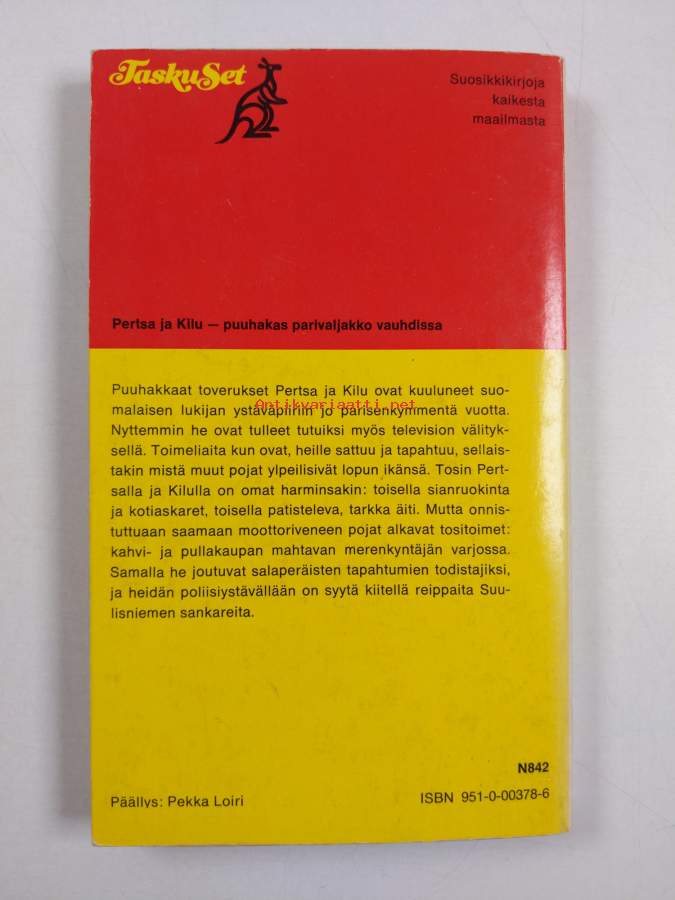 TaskuSet
Suosikkikirjoja
kaikesta
maailmasta
Pertsa ja Kilu — puuhakas parivaljakko vauhdissa
Puuhakkaat toverukset Pertsa ja Kilu ovat kuuluneet suo-
malaisen lukijan ystäväpiiriin jo parisenkymmentä vuotta.
Antikvariaatti.net
Nyttemmin he ovat tulleet tutuiksi myös television välityk-
sellä. Toimeliaita kun ovat, heille sattuu ja tapahtuu, sellais-
takin mistä muut pojat ylpeilisivät lopun ikänsä. Tosin Pert-
salla ja Kilulla on omat harminsakin: toisella sianruokinta
ja kotiaskaret, toisella patisteleva, tarkka äiti. Mutta onnis-
tuttuaan saamaan moottoriveneen pojat alkavat tositoimet:
kahvi- ja pullakaupan mahtavan merenkyntäjän varjossa.
Samalla he joutuvat salaperäisten tapahtumien todistajiksi,
ja heidän poliisiystävällään on syytä kiitellä reippaita Suu-
lisniemen sankareita.
N842
Päällys: Pekka Loiri
ISBN 951-0-00378-6